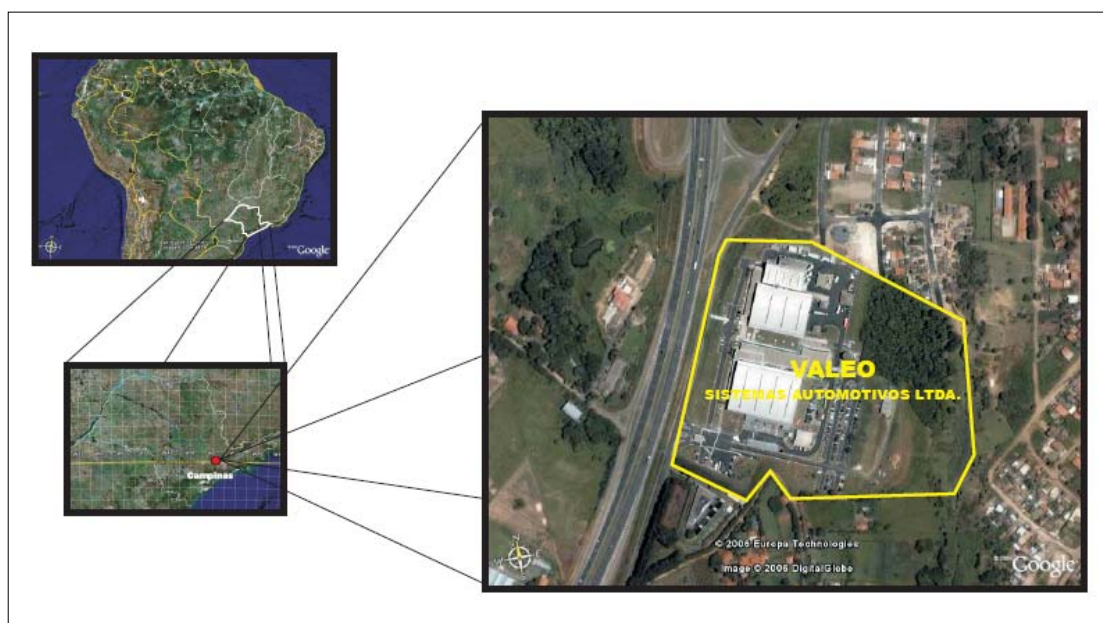 Google
Campinas
VALEO
SISTEMAS AUTOMOTIVOS LTDA.
N
E
S
© 2006 Europa Technologies
Image © 2006 DigitalGlobe
Google